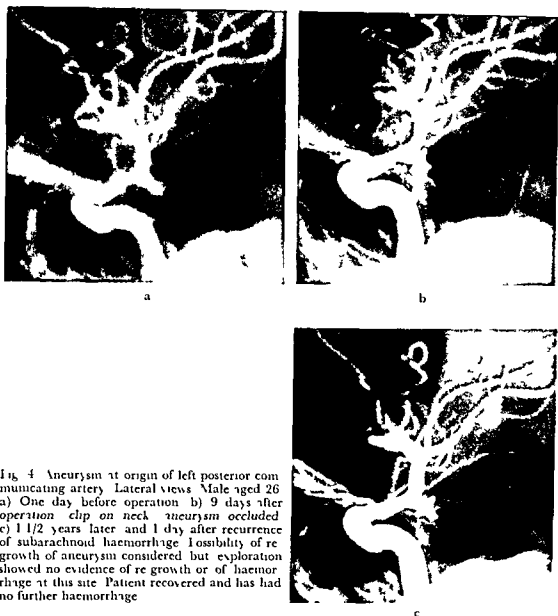 a
b
Fig 4 Aneurysm at origin of left posterior com
municating artery Lateral views Male aged 26
a) One day before operation b) 9 days after
operation clip on neck aneurysm occluded
c) 1 1/2 years later and 1 day after recurrence
of subarachnoid haemorrhage Possibility of re
growth of aneurysm considered but exploration
showed no evidence of re growth or of haemor
rhage at this site Patient recovered and has had
no further haemorrhage
c